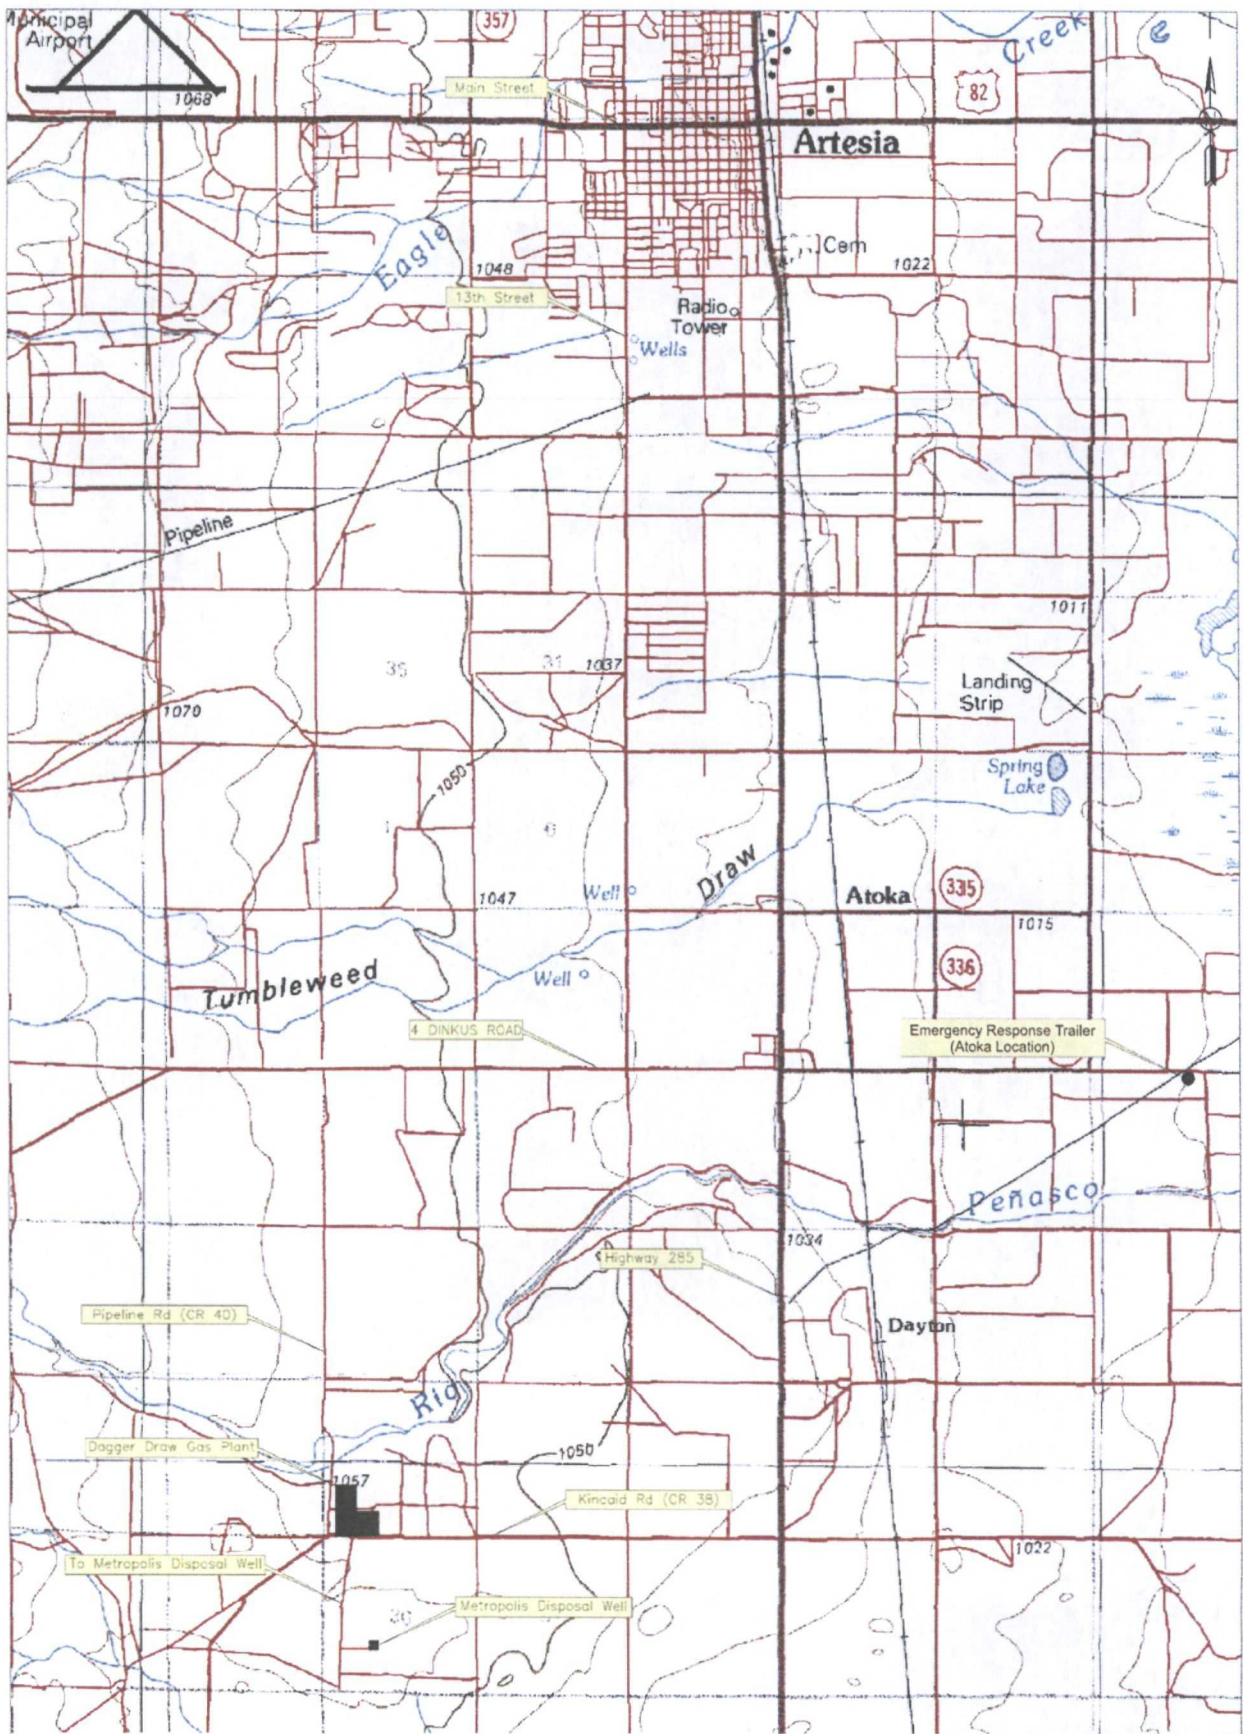 Municipal
Airport
357
Creek
82
1068
Main Street
Artesia
Eagle
Cem
1048
1022
13th Street
Radio
Tower
Wells
Pipeline
1011
35
31
1037
Landing
Strip
1070
Spring
Lake
1050
1
6
Draw
Well
1047
Atoka
335
1015
336
Well
Tumbleweed
4 DINKUS ROAD
Emergency Response Trailer
(Atoka Location)
Peñasco
1034
Highway 285
Pipeline Rd (CR 40)
Dayton
Rio
Dagger Draw Gas Plant
1050
1057
Kincaid Rd (CR 38)
1022
To Metropolis Disposal Well
Metropolis Disposal Well